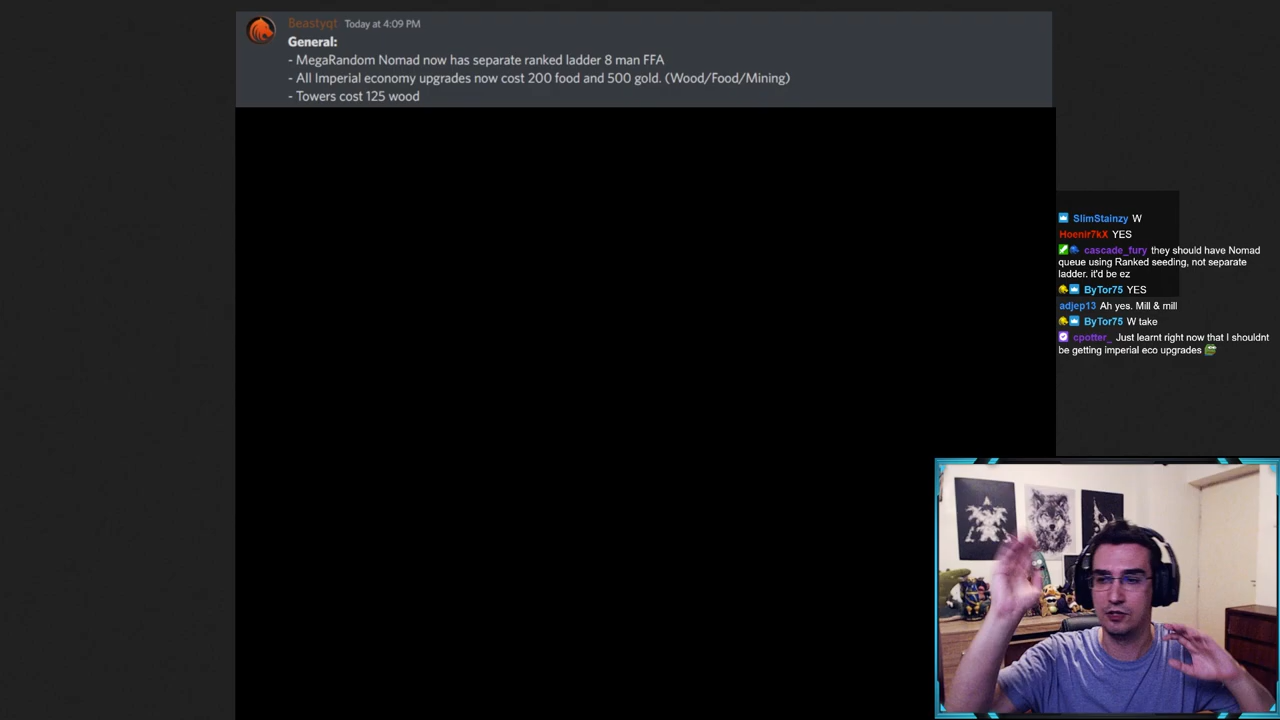 Beastyqt Today at 4:09 PM
General:
- MegaRandom Nomad now has separate ranked ladder 8 man FFA
- All Imperial economy upgrades now cost 200 food and 500 gold. (Wood/Food/Mining)
- Towers cost 125 wood
SlimStainzy W
Hoenir7kX YES
cascade_fury they should have Nomad
queue using Ranked seeding, not separate
ladder. it'd be ez
ByTor75 YES
adjep13 Ah yes. Mill & mill
ByTor75 W take
cpotter_ Just learnt right now that I shouldnt
be getting imperial eco upgrades